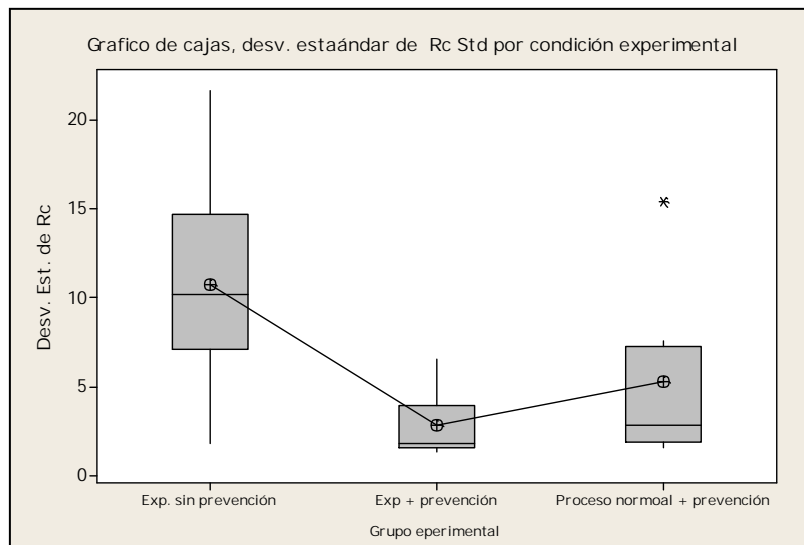 Grafico de cajas, desv. estaándar de Rc Std por condición experimental
Desv. Est. de Rc
20
15
10
5
0
Exp. sin prevención
Exp + prevención
Proceso normoal + prevención
Grupo eperimental